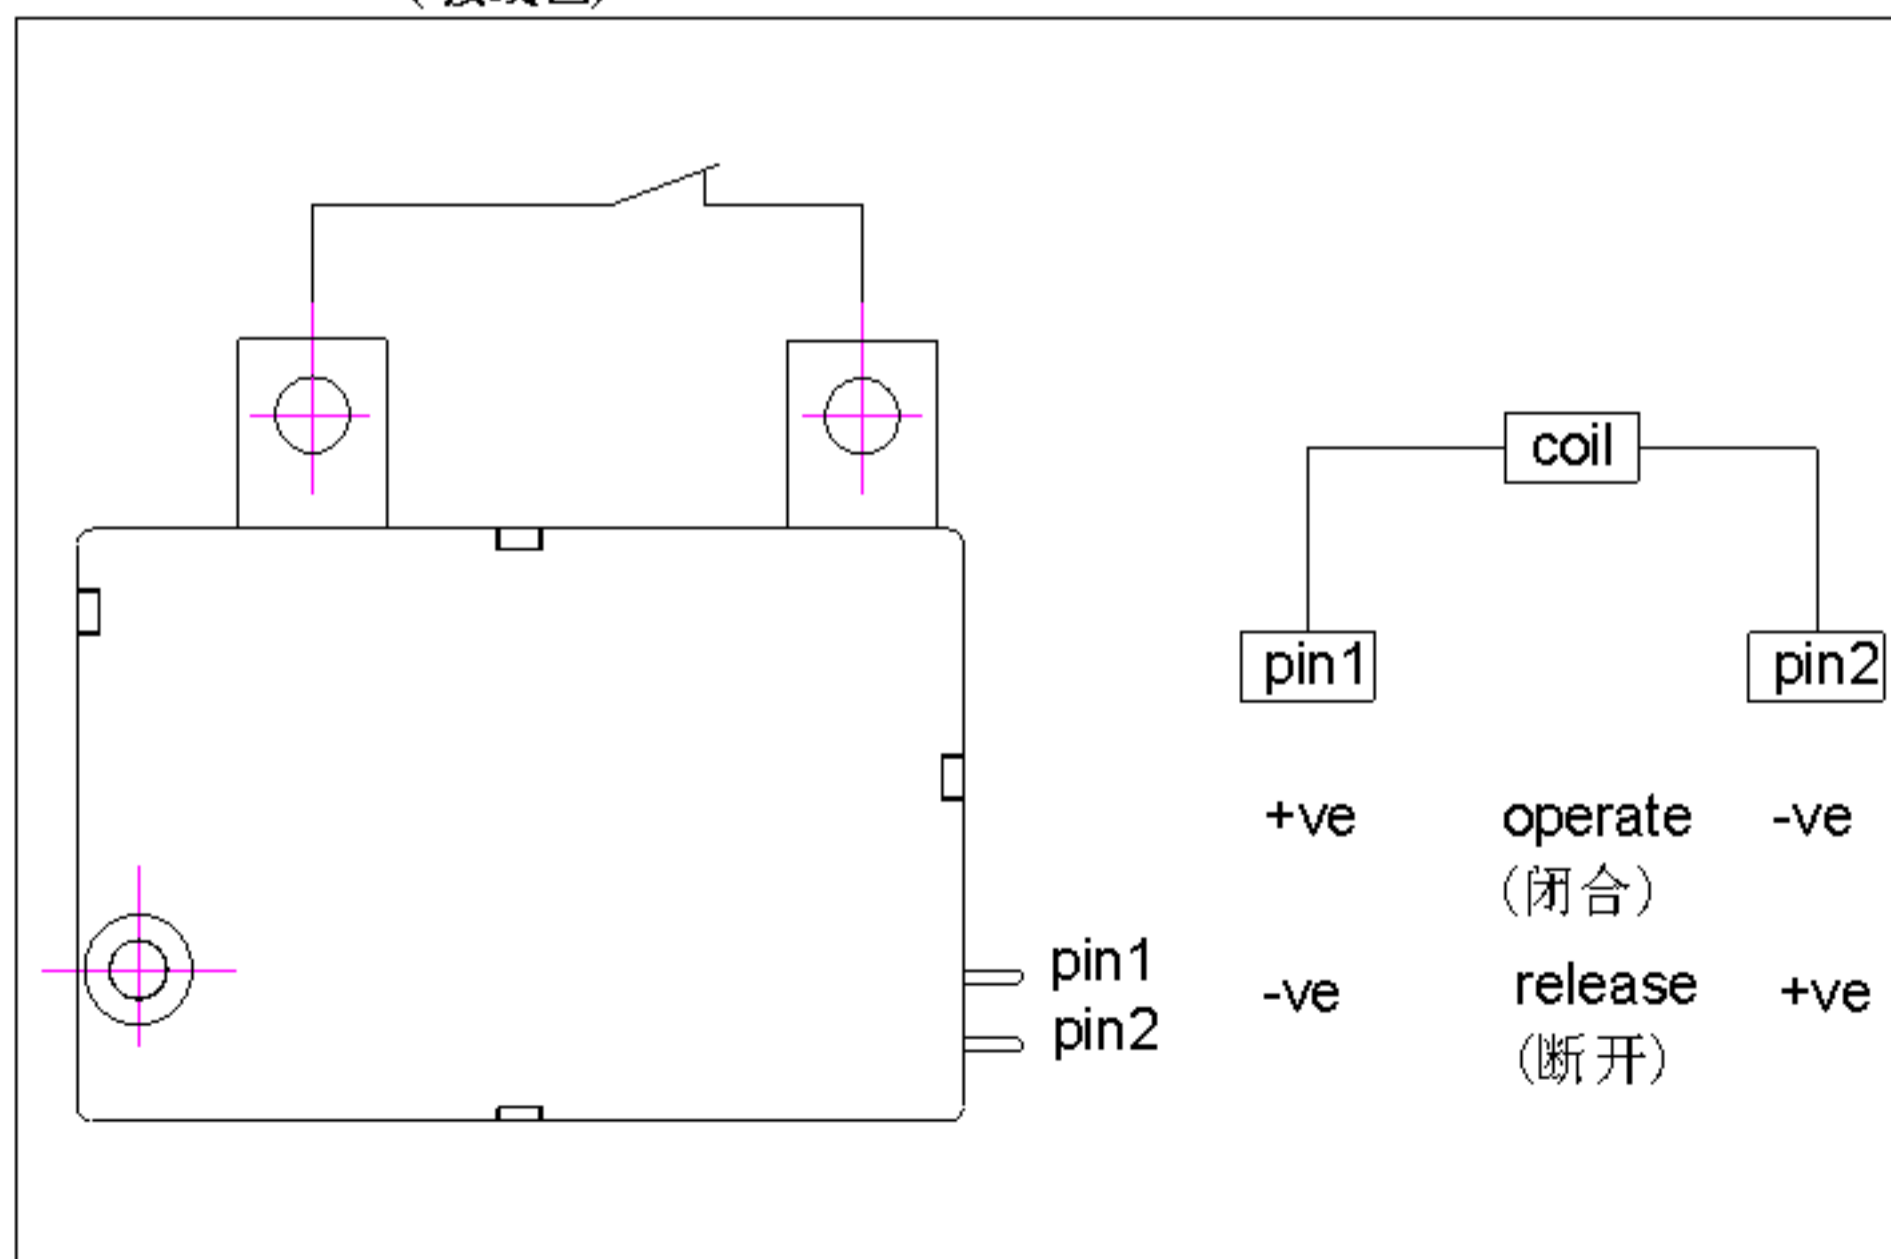 coil
pin1 pin2
+ve operate -ve
(闭合)
pin1
-ve release +ve
pin2
(断开)